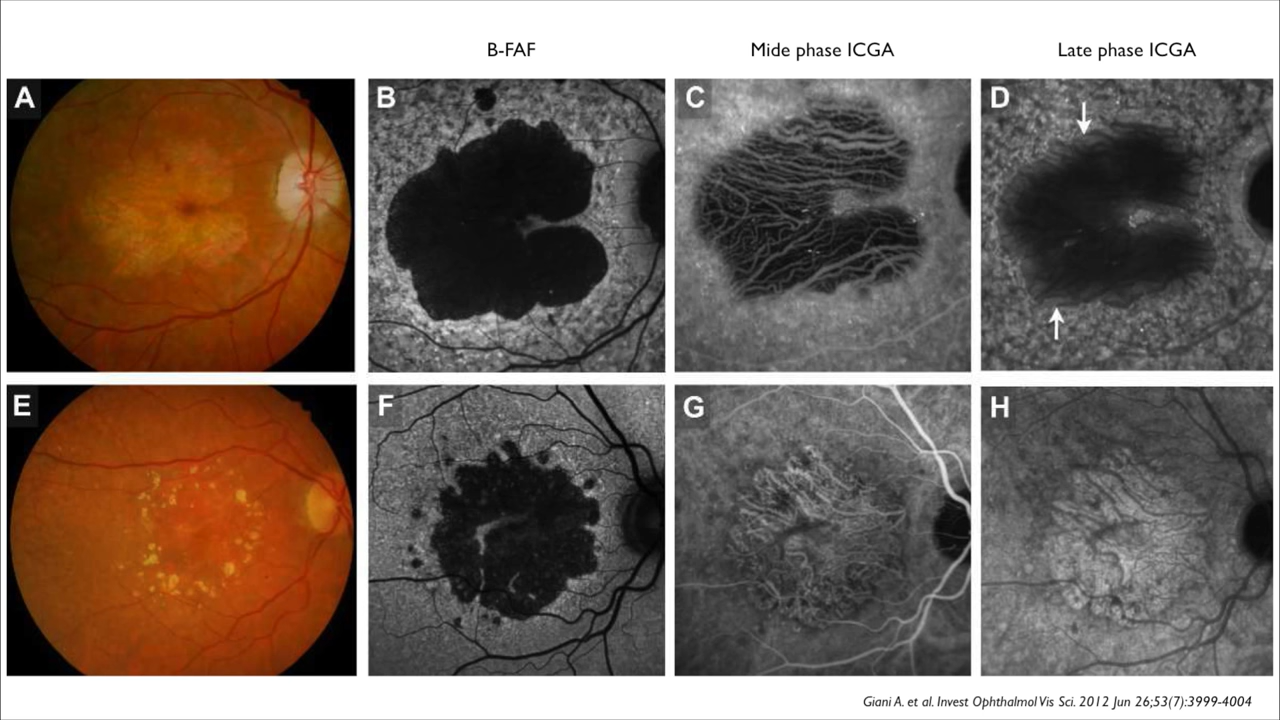 B-FAF
Mide phase ICGA
Late phase ICGA
A
B
C
D
E
F
G
H
Giani A. et al. Invest Ophthalmol Vis Sci. 2012 Jun 26;53(7):3999-4004